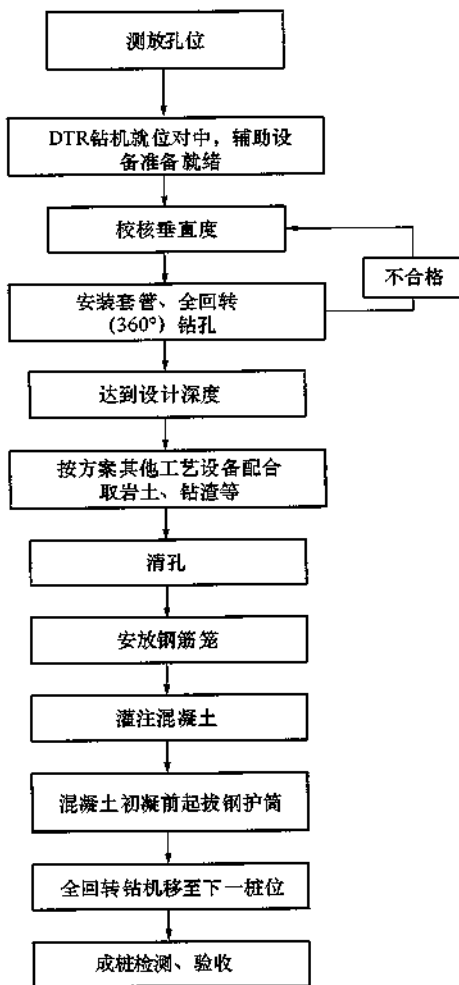 测放孔位
DTR钻机就位对中，辅助设
备准备就绪
校核垂直度
不合格
安装套管、全回转
（360°）钻孔
达到设计深度
按方案其他工艺设备配合
取岩土、钻渣等
清孔
安放钢筋笼
灌注混凝土
混凝土初凝前起拔钢护筒
全回转钻机移至下一桩位
成桩检测、验收